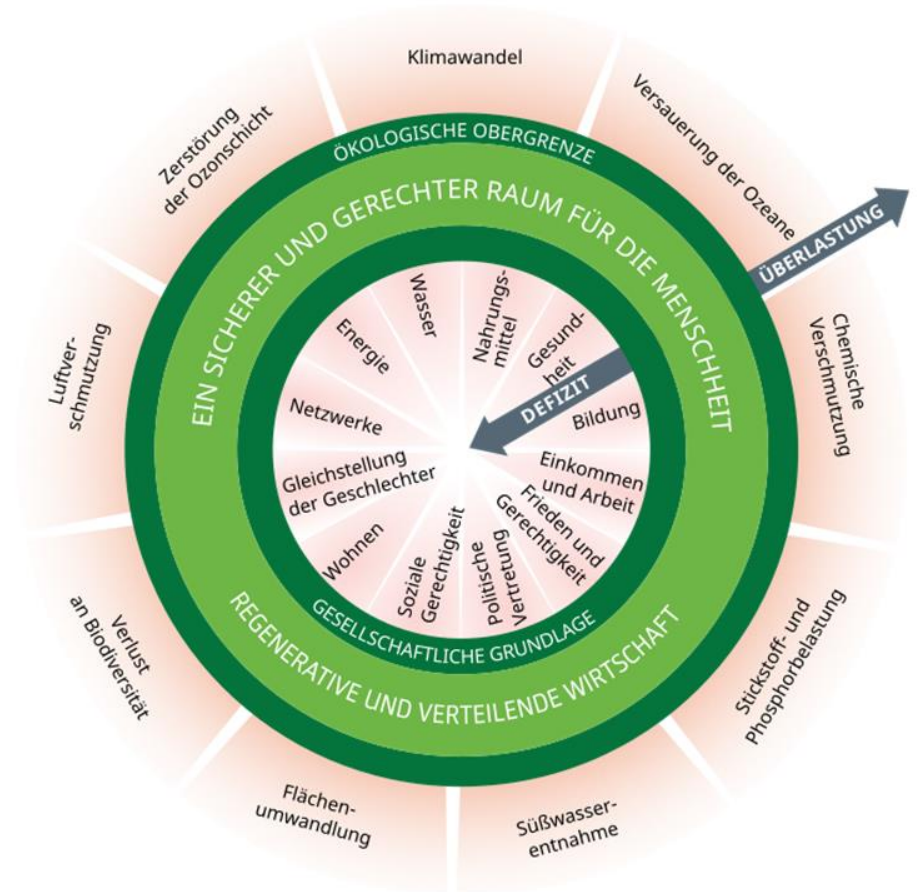 Klimawandel
Versauerung der Ozeane
ÜBERLASTUNG
Chemische
Verschmutzung
Stickstoff- und
Phosphorbelastung
Süßwasser-
entnahme
Flächen-
umwandlung
Verlust
an Biodiversität
Luftver-
schmutzung
Zerstörung
der Ozonschicht
ÖKOLOGISCHE OBERGRENZE
EIN SICHERER UND GERECHTER RAUM FÜR DIE MENSCHHEIT
Wasser
Nahrungs-
mittel
Gesund-
heit
DEFIZIT
Bildung
Einkommen
und Arbeit
Frieden und
Gerechtigkeit
Politische
Vertretung
Soziale
Gerechtigkeit
Wohnen
Gleichstellung
der Geschlechter
Netzwerke
Energie
GESELLSCHAFTLICHE GRUNDLAGE
REGENERATIVE UND VERTEILENDE WIRTSCHAFT